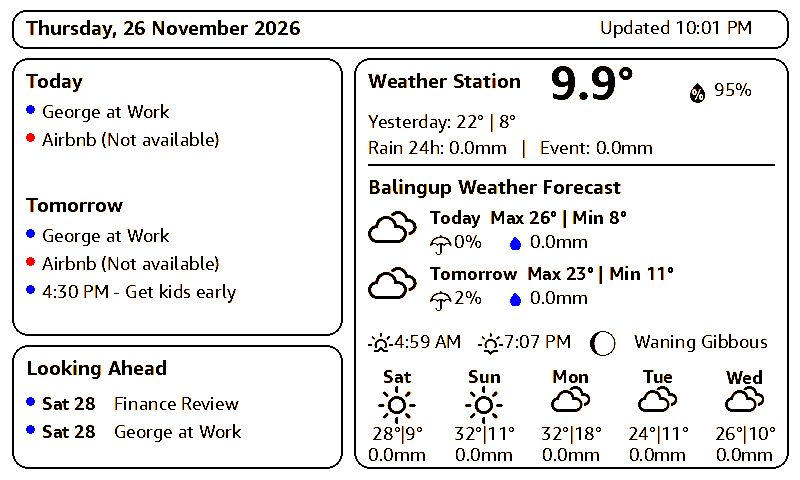 Thursday, 26 November 2026
Updated 10:01 PM
Today
George at Work
Airbnb (Not available)
Tomorrow
George at Work
Airbnb (Not available)
4:30 PM - Get kids early
Looking Ahead
Sat 28 Finance Review
Sat 28 George at Work
Weather Station 9.9° 95%
Yesterday: 22° | 8°
Rain 24h: 0.0mm | Event: 0.0mm
Balingup Weather Forecast
Today Max 26° | Min 8°
0% 0.0mm
Tomorrow Max 23° | Min 11°
2% 0.0mm
4:59 AM 7:07 PM Waning Gibbous
Sat Sun Mon Tue Wed
28°|9° 32°|11° 32°|18° 24°|11° 26°|10°
0.0mm 0.0mm 0.0mm 0.0mm 0.0mm